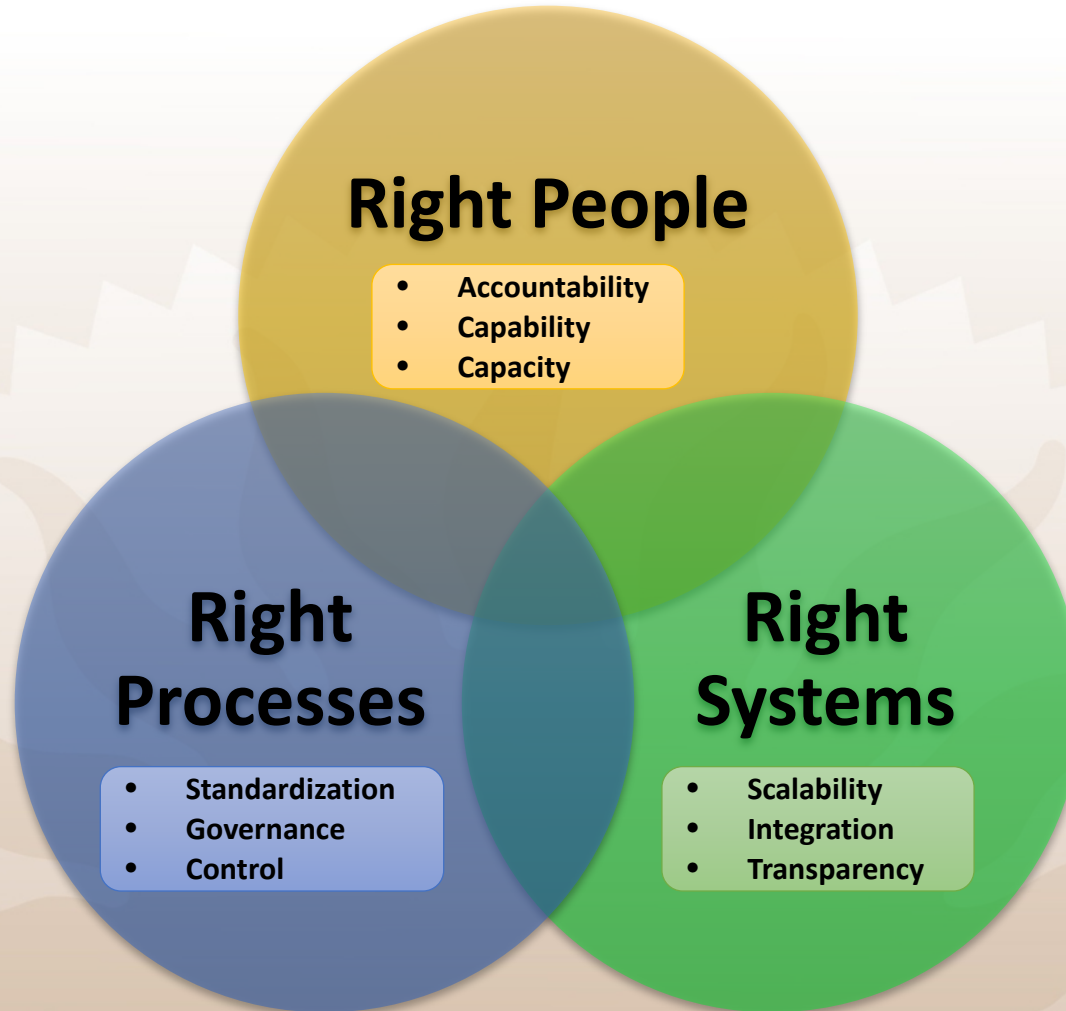 Right People
• Accountability
• Capability
• Capacity
Right
Processes
• Standardization
• Governance
• Control
Right
Systems
• Scalability
• Integration
• Transparency